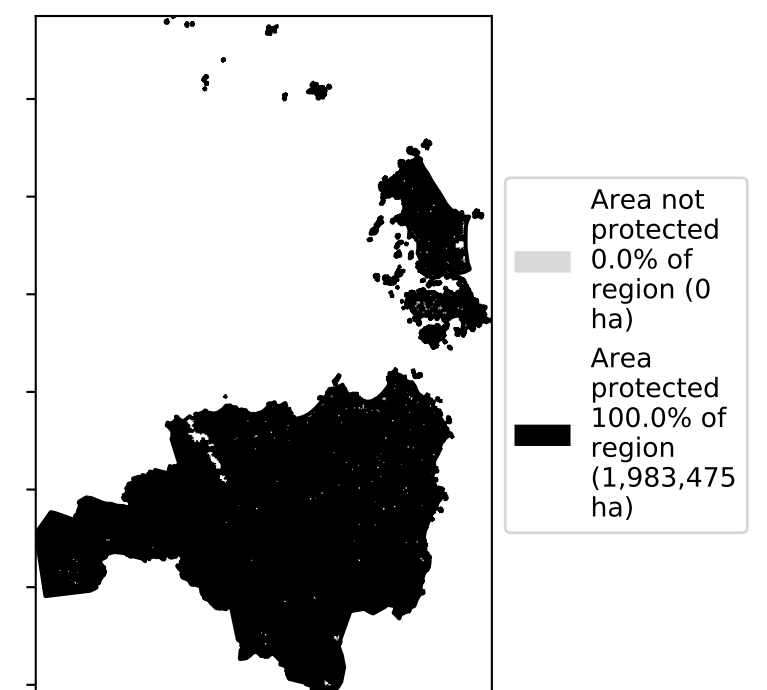 Area not
protected
0.0% of
region (0
ha)
Area
protected
100.0% of
region
(1,983,475
ha)